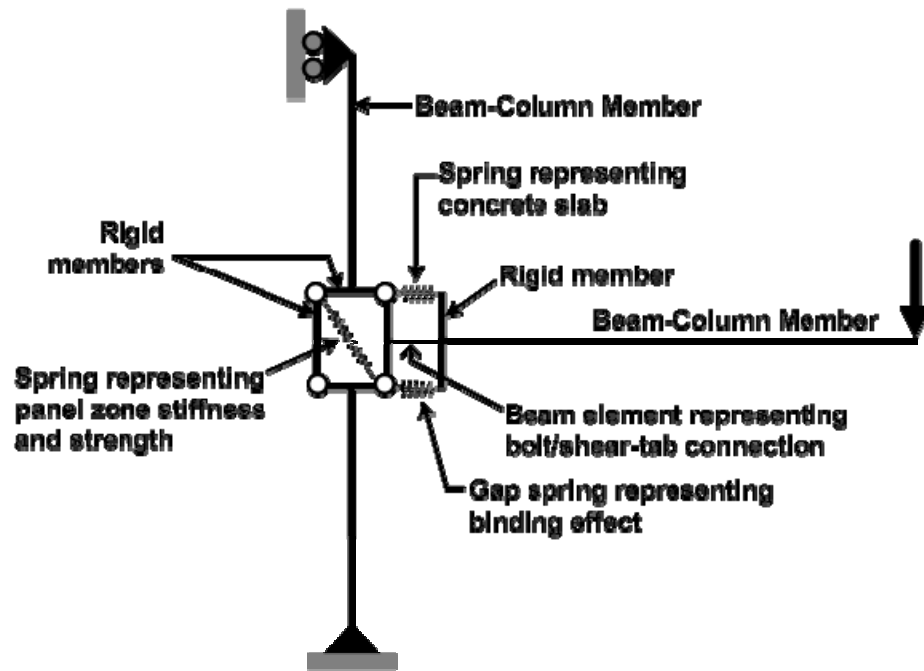 Beam-Column Member
Spring representing
concrete slab
Rigid
members
Rigid member
Beam-Column Member
Spring representing
panel zone stiffness
and strength
Beam element representing
bolt/shear-tab connection
Gap spring representing
binding effect